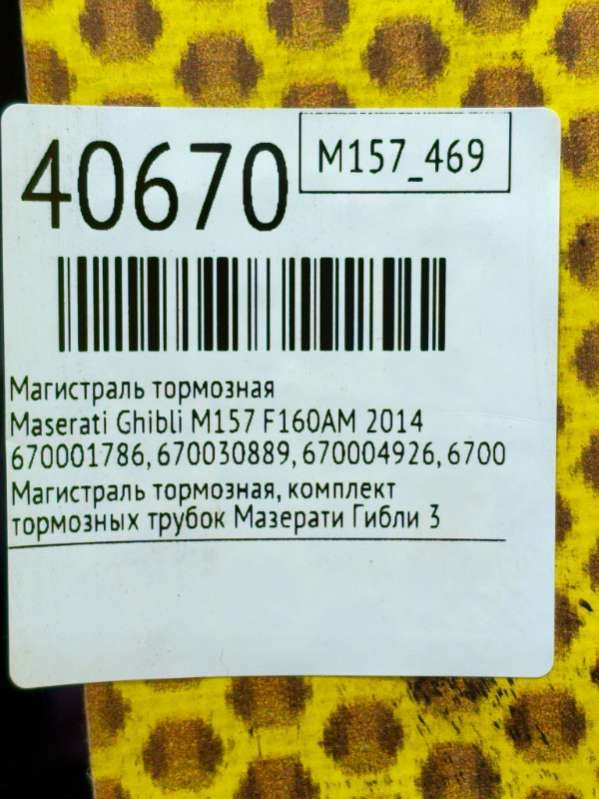 40670
M157_469
Магистраль тормозная
Maserati Ghibli M157 F160AM 2014
670001786, 670030889, 670004926, 6700
Магистраль тормозная, комплект
тормозных трубок Мазерати Гибли 3